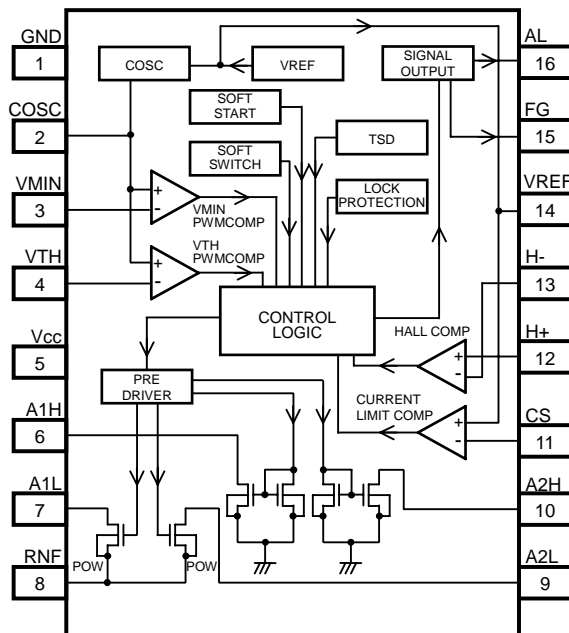 GND
1
COSC
2
VMIN
3
VTH
4
Vcc
5
A1H
6
A1L
7
RNF
8
COSC
VREF
SIGNAL
OUTPUT
SOFT
START
SOFT
SWITCH
TSD
LOCK
PROTECTION
+
-
VMIN
PWMCOMP
+
-
VTH
PWMCOMP
CONTROL
LOGIC
HALL COMP
+
-
PRE
DRIVER
CURRENT
LIMIT COMP
+
-
POW
POW
AL
16
FG
15
VREF
14
H-
13
H+
12
CS
11
A2H
10
A2L
9